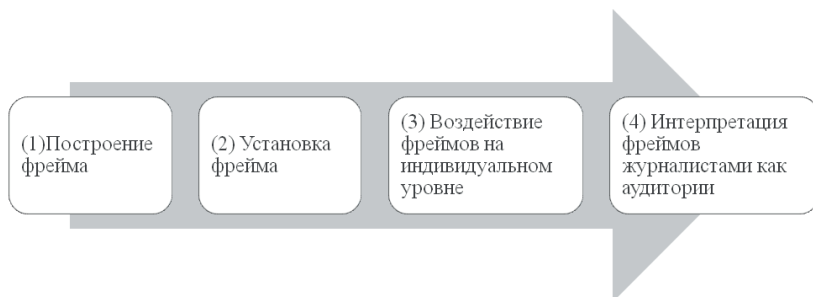 (1)Построение
фрейма
(2) Установка
фрейма
(3) Воздействие
фреймов на
индивидуальном
уровне
(4) Интерпретация
фреймов
журналистами как
аудитории